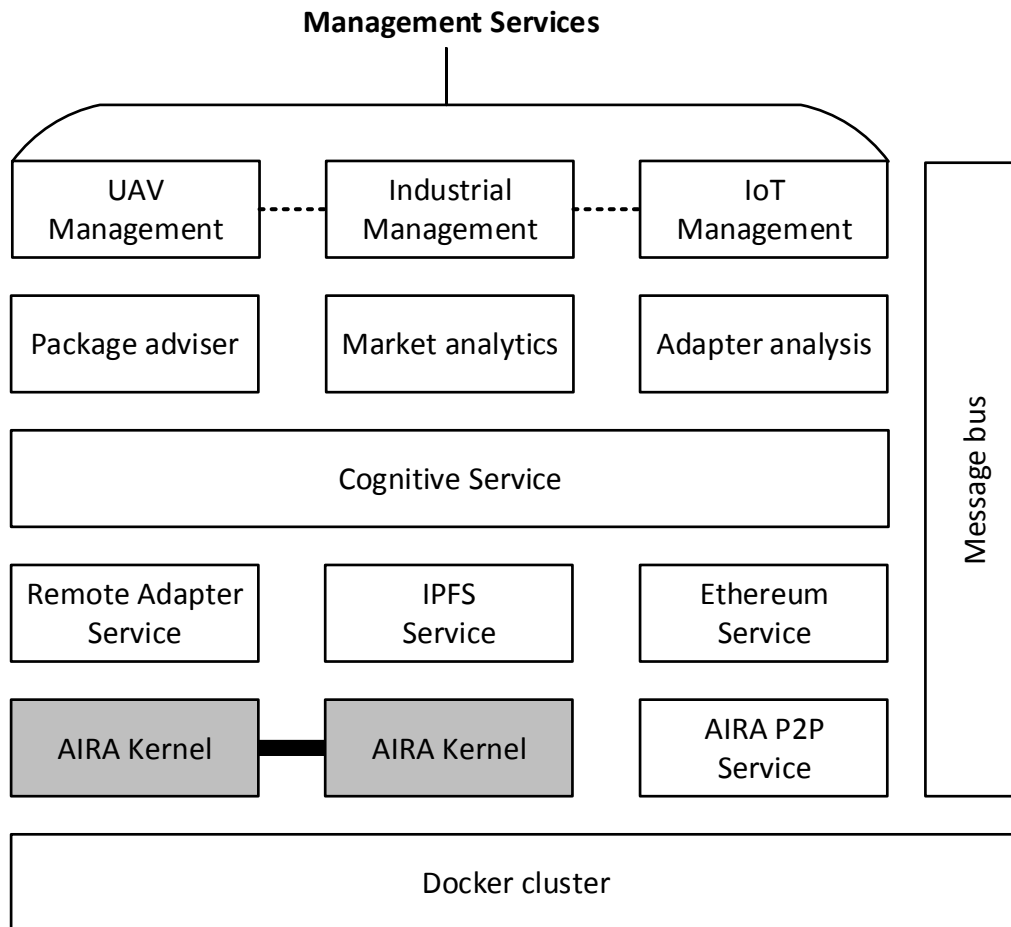 Management Services
UAV
Management
Industrial
Management
IoT
Management
Package adviser
Market analytics
Adapter analysis
Cognitive Service
Remote Adapter
Service
IPFS
Service
Ethereum
Service
AIRA Kernel
AIRA Kernel
AIRA P2P
Service
Message bus
Docker cluster